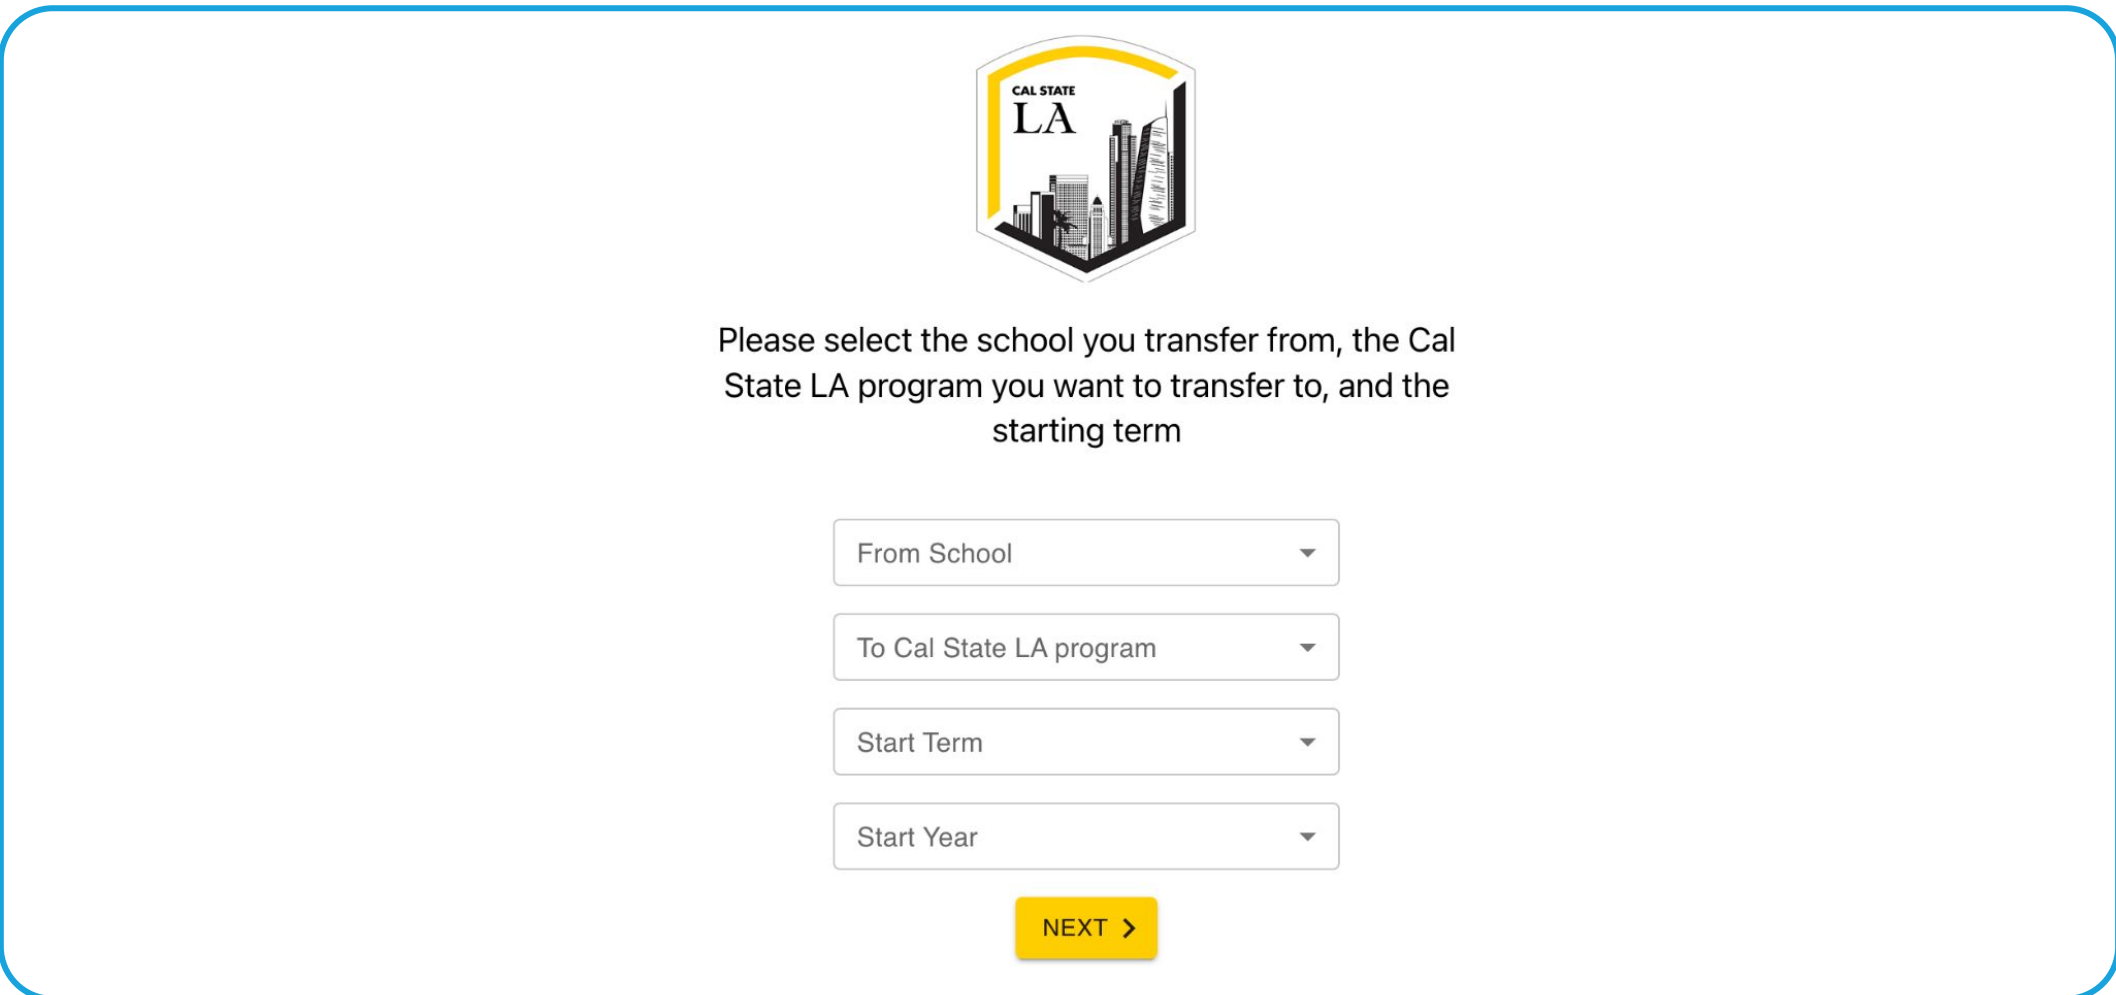 CAL STATE
LA
Please select the school you transfer from, the Cal
State LA program you want to transfer to, and the
starting term
From School
To Cal State LA program
Start Term
Start Year
NEXT